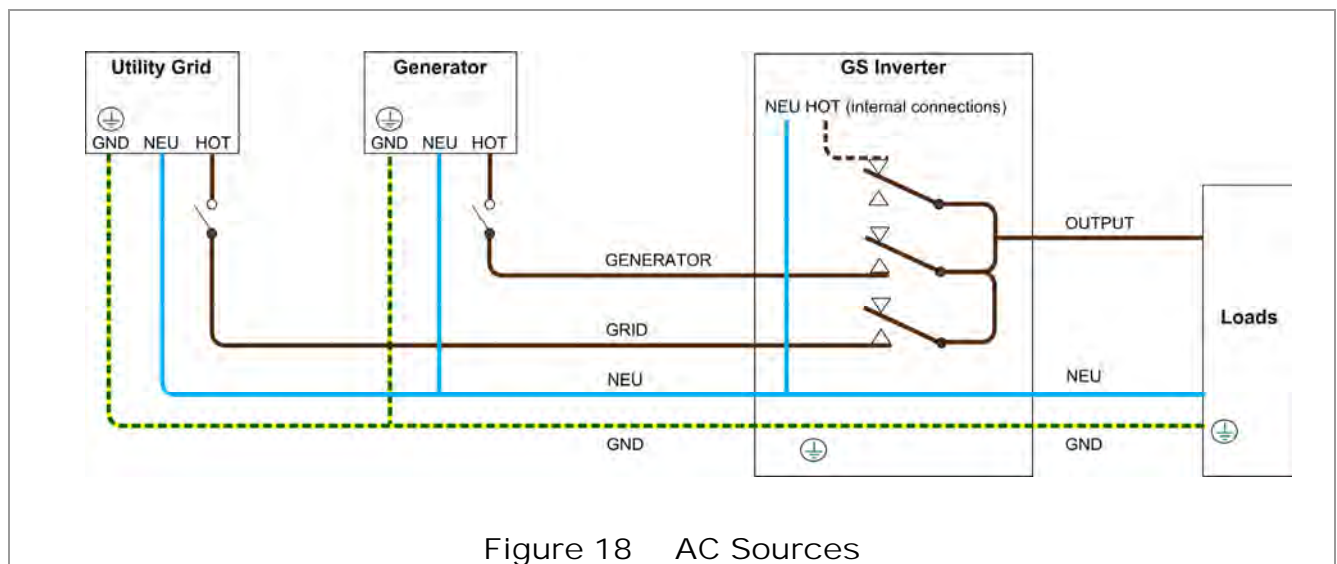 Utility Grid
Generator
GS Inverter
NEU HOT (internal connections)
GND NEU HOT
GND NEU HOT
OUTPUT
GENERATOR
GRID
Loads
NEU
NEU
GND
GND
Figure 18 AC Sources